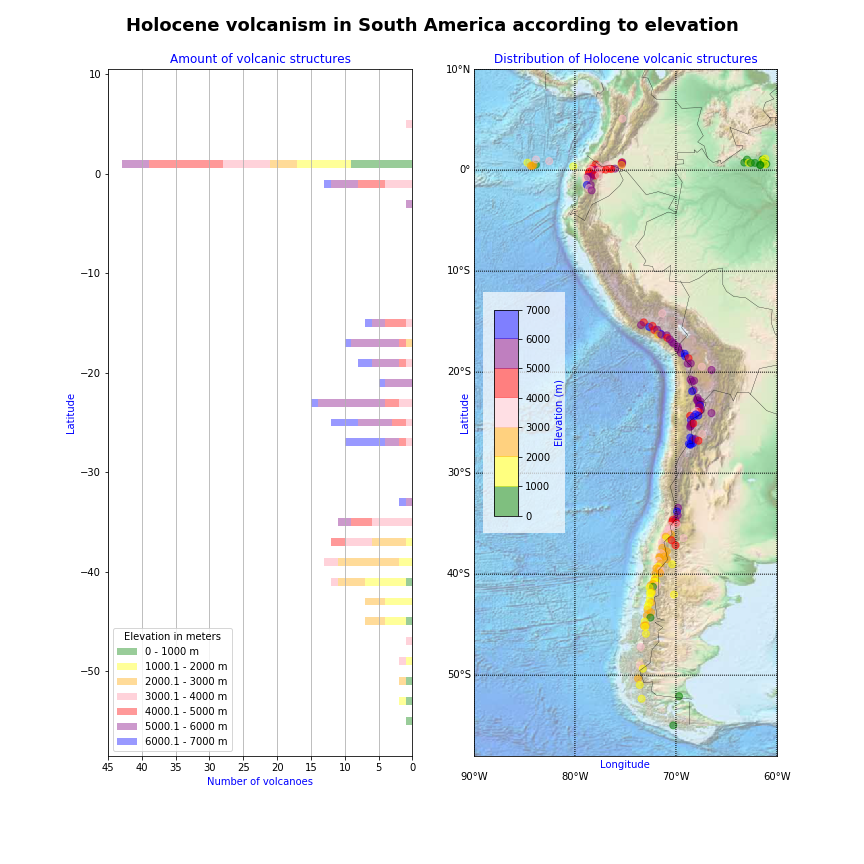 Holocene volcanism in South America according to elevation
Amount of volcanic structures
10
0
−10
−20
−30
−40
−50
Latitude
Elevation in meters
0 - 1000 m
1000.1 - 2000 m
2000.1 - 3000 m
3000.1 - 4000 m
4000.1 - 5000 m
5000.1 - 6000 m
6000.1 - 7000 m
45 40 35 30 25 20 15 10 5 0
Number of volcanoes
Distribution of Holocene volcanic structures
10°N
0°
10°S
20°S
30°S
40°S
50°S
Latitude
7000
6000
5000
4000
3000
2000
1000
0
Elevation (m)
90°W 80°W 70°W 60°W
Longitude